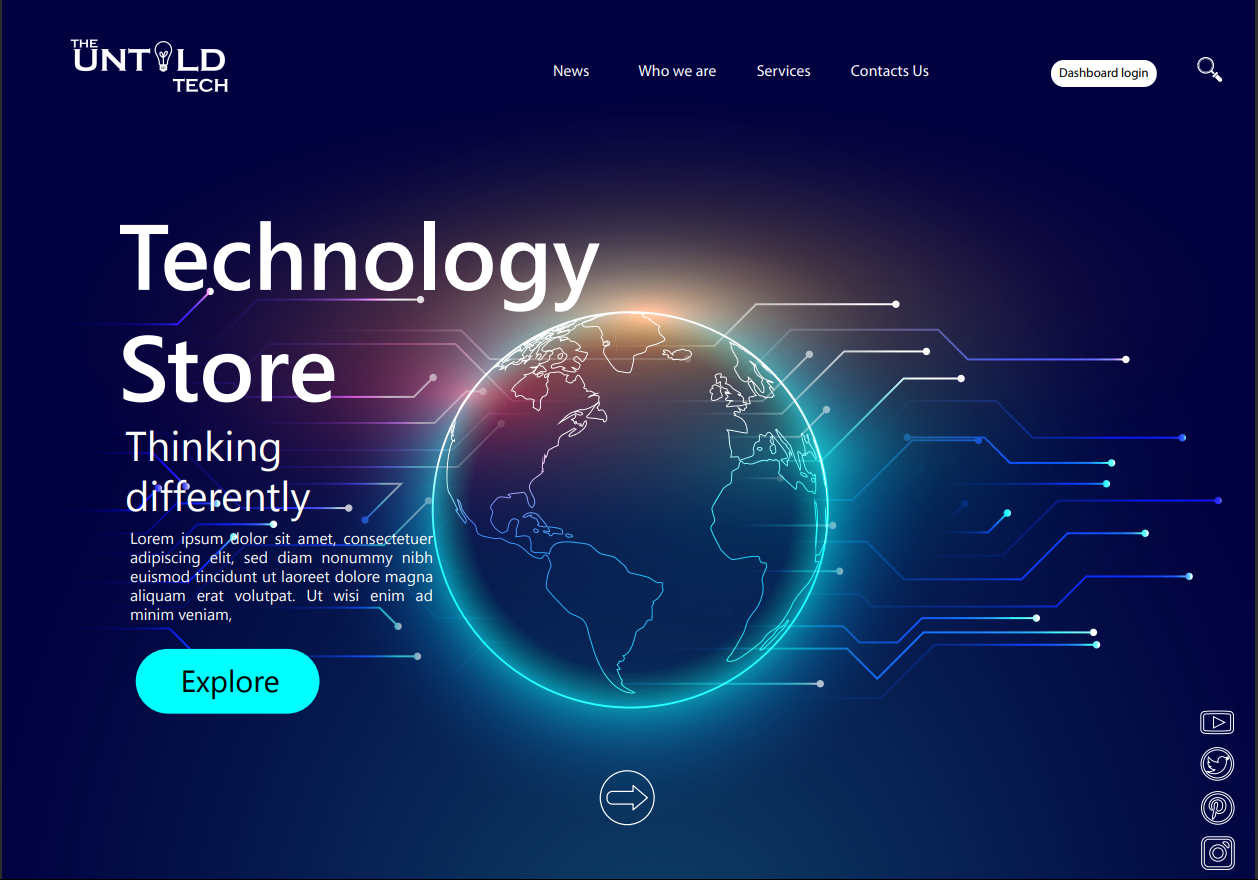 THE
UNTOLD
TECH
News
Who we are
Services
Contacts Us
Dashboard login
Technology
Store
Thinking
differently
Lorem ipsum dolor sit amet, consectetuer
adipiscing elit, sed diam nonummy nibh
euismod tincidunt ut laoreet dolore magna
aliquam erat volutpat. Ut wisi enim ad
minim veniam,
Explore